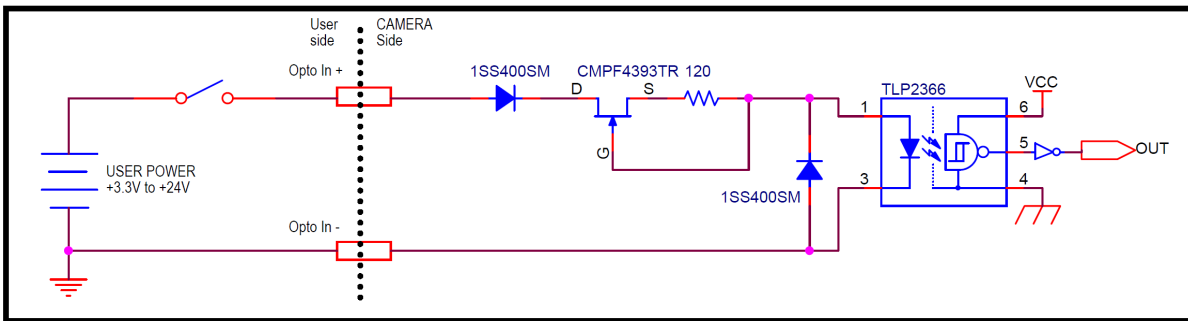 User side
CAMERA Side
Opto In +
1SS400SM
CMPF4393TR 120
D
S
G
TLP2366
VCC
1
6
5
OUT
3
4
USER POWER
+3.3V to +24V
1SS400SM
Opto In -